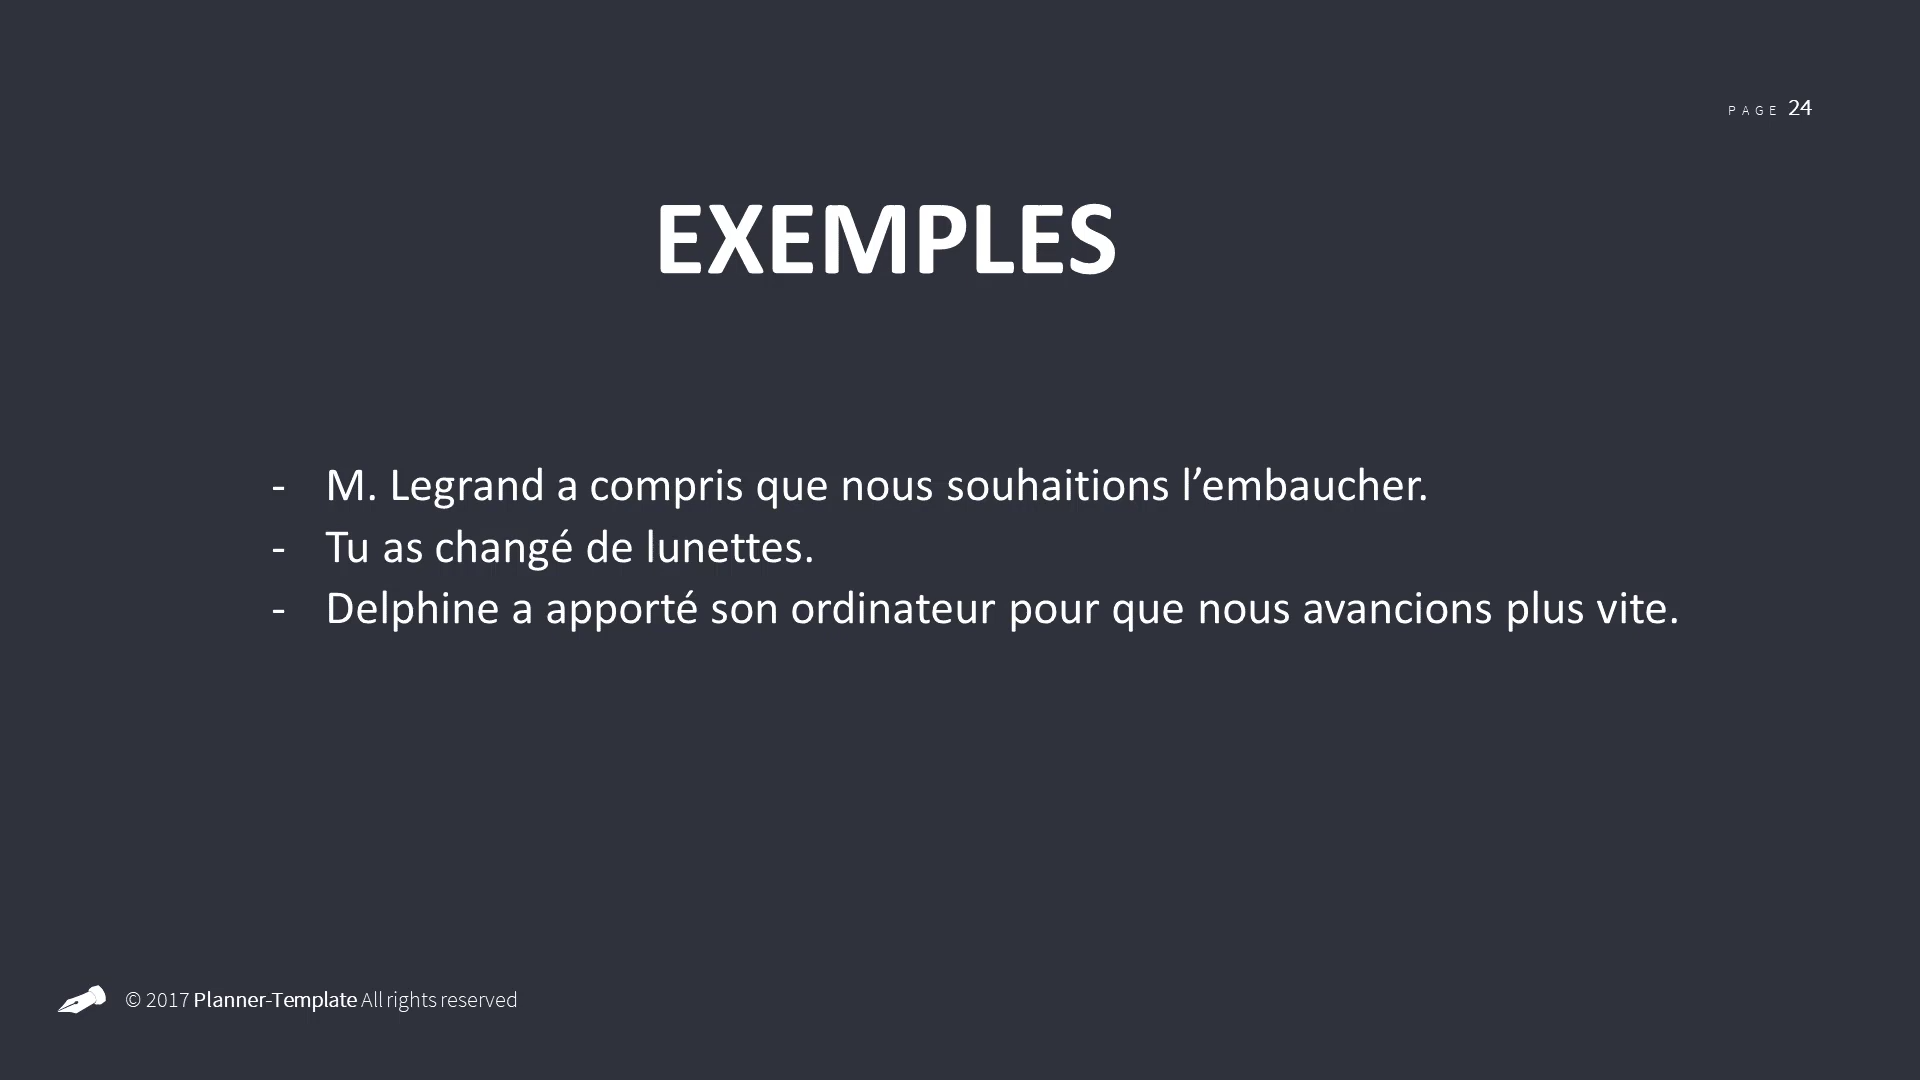 PAGE 24
EXEMPLES
- M. Legrand a compris que nous souhaitions l’embaucher.
- Tu as changé de lunettes.
- Delphine a apporté son ordinateur pour que nous avancions plus vite.
© 2017 Planner-Template All rights reserved